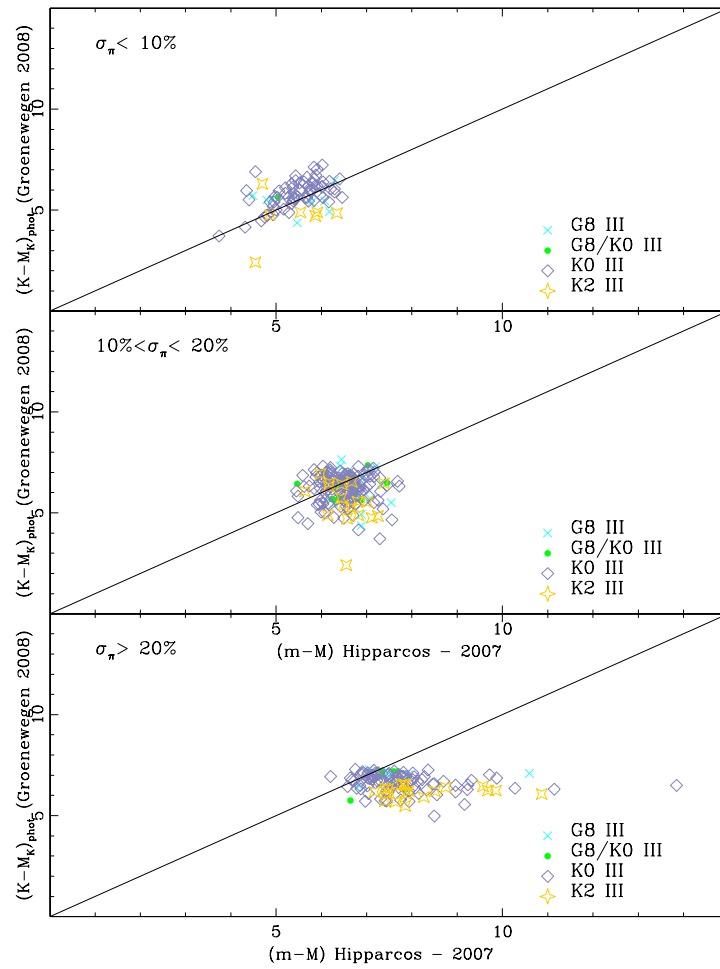 σπ< 10%
(K−MK)phot (Groenewegen 2008)
10
5
G8 III
G8/K0 III
K0 III
K2 III
5
10
10%<σπ< 20%
(K−MK)phot (Groenewegen 2008)
10
5
G8 III
G8/K0 III
K0 III
K2 III
5
10
(m−M) Hipparcos − 2007
σπ> 20%
(K−MK)phot (Groenewegen 2008)
10
5
G8 III
G8/K0 III
K0 III
K2 III
5
10
(m−M) Hipparcos − 2007